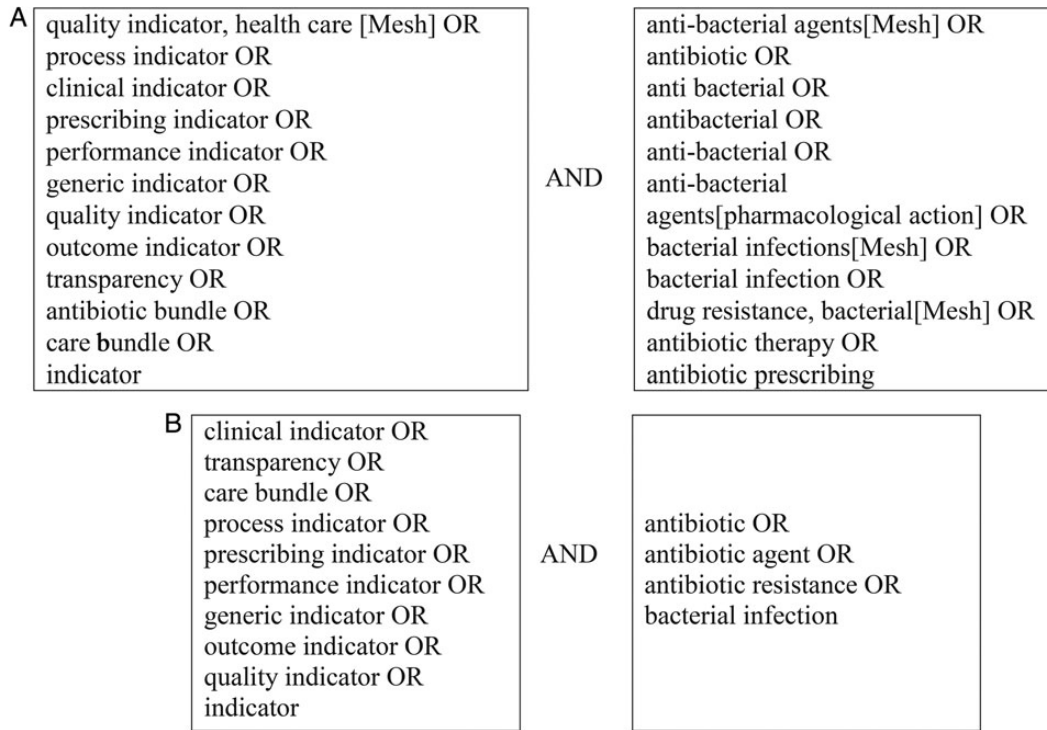 A
quality indicator, health care [Mesh] OR
process indicator OR
clinical indicator OR
prescribing indicator OR
performance indicator OR
generic indicator OR
quality indicator OR
outcome indicator OR
transparency OR
antibiotic bundle OR
care bundle OR
indicator
AND
anti-bacterial agents[Mesh] OR
antibiotic OR
anti bacterial OR
antibacterial OR
anti-bacterial OR
anti-bacterial
agents[pharmacological action] OR
bacterial infections[Mesh] OR
bacterial infection OR
drug resistance, bacterial[Mesh] OR
antibiotic therapy OR
antibiotic prescribing
B
clinical indicator OR
transparency OR
care bundle OR
process indicator OR
prescribing indicator OR
performance indicator OR
generic indicator OR
outcome indicator OR
quality indicator OR
indicator
AND
antibiotic OR
antibiotic agent OR
antibiotic resistance OR
bacterial infection